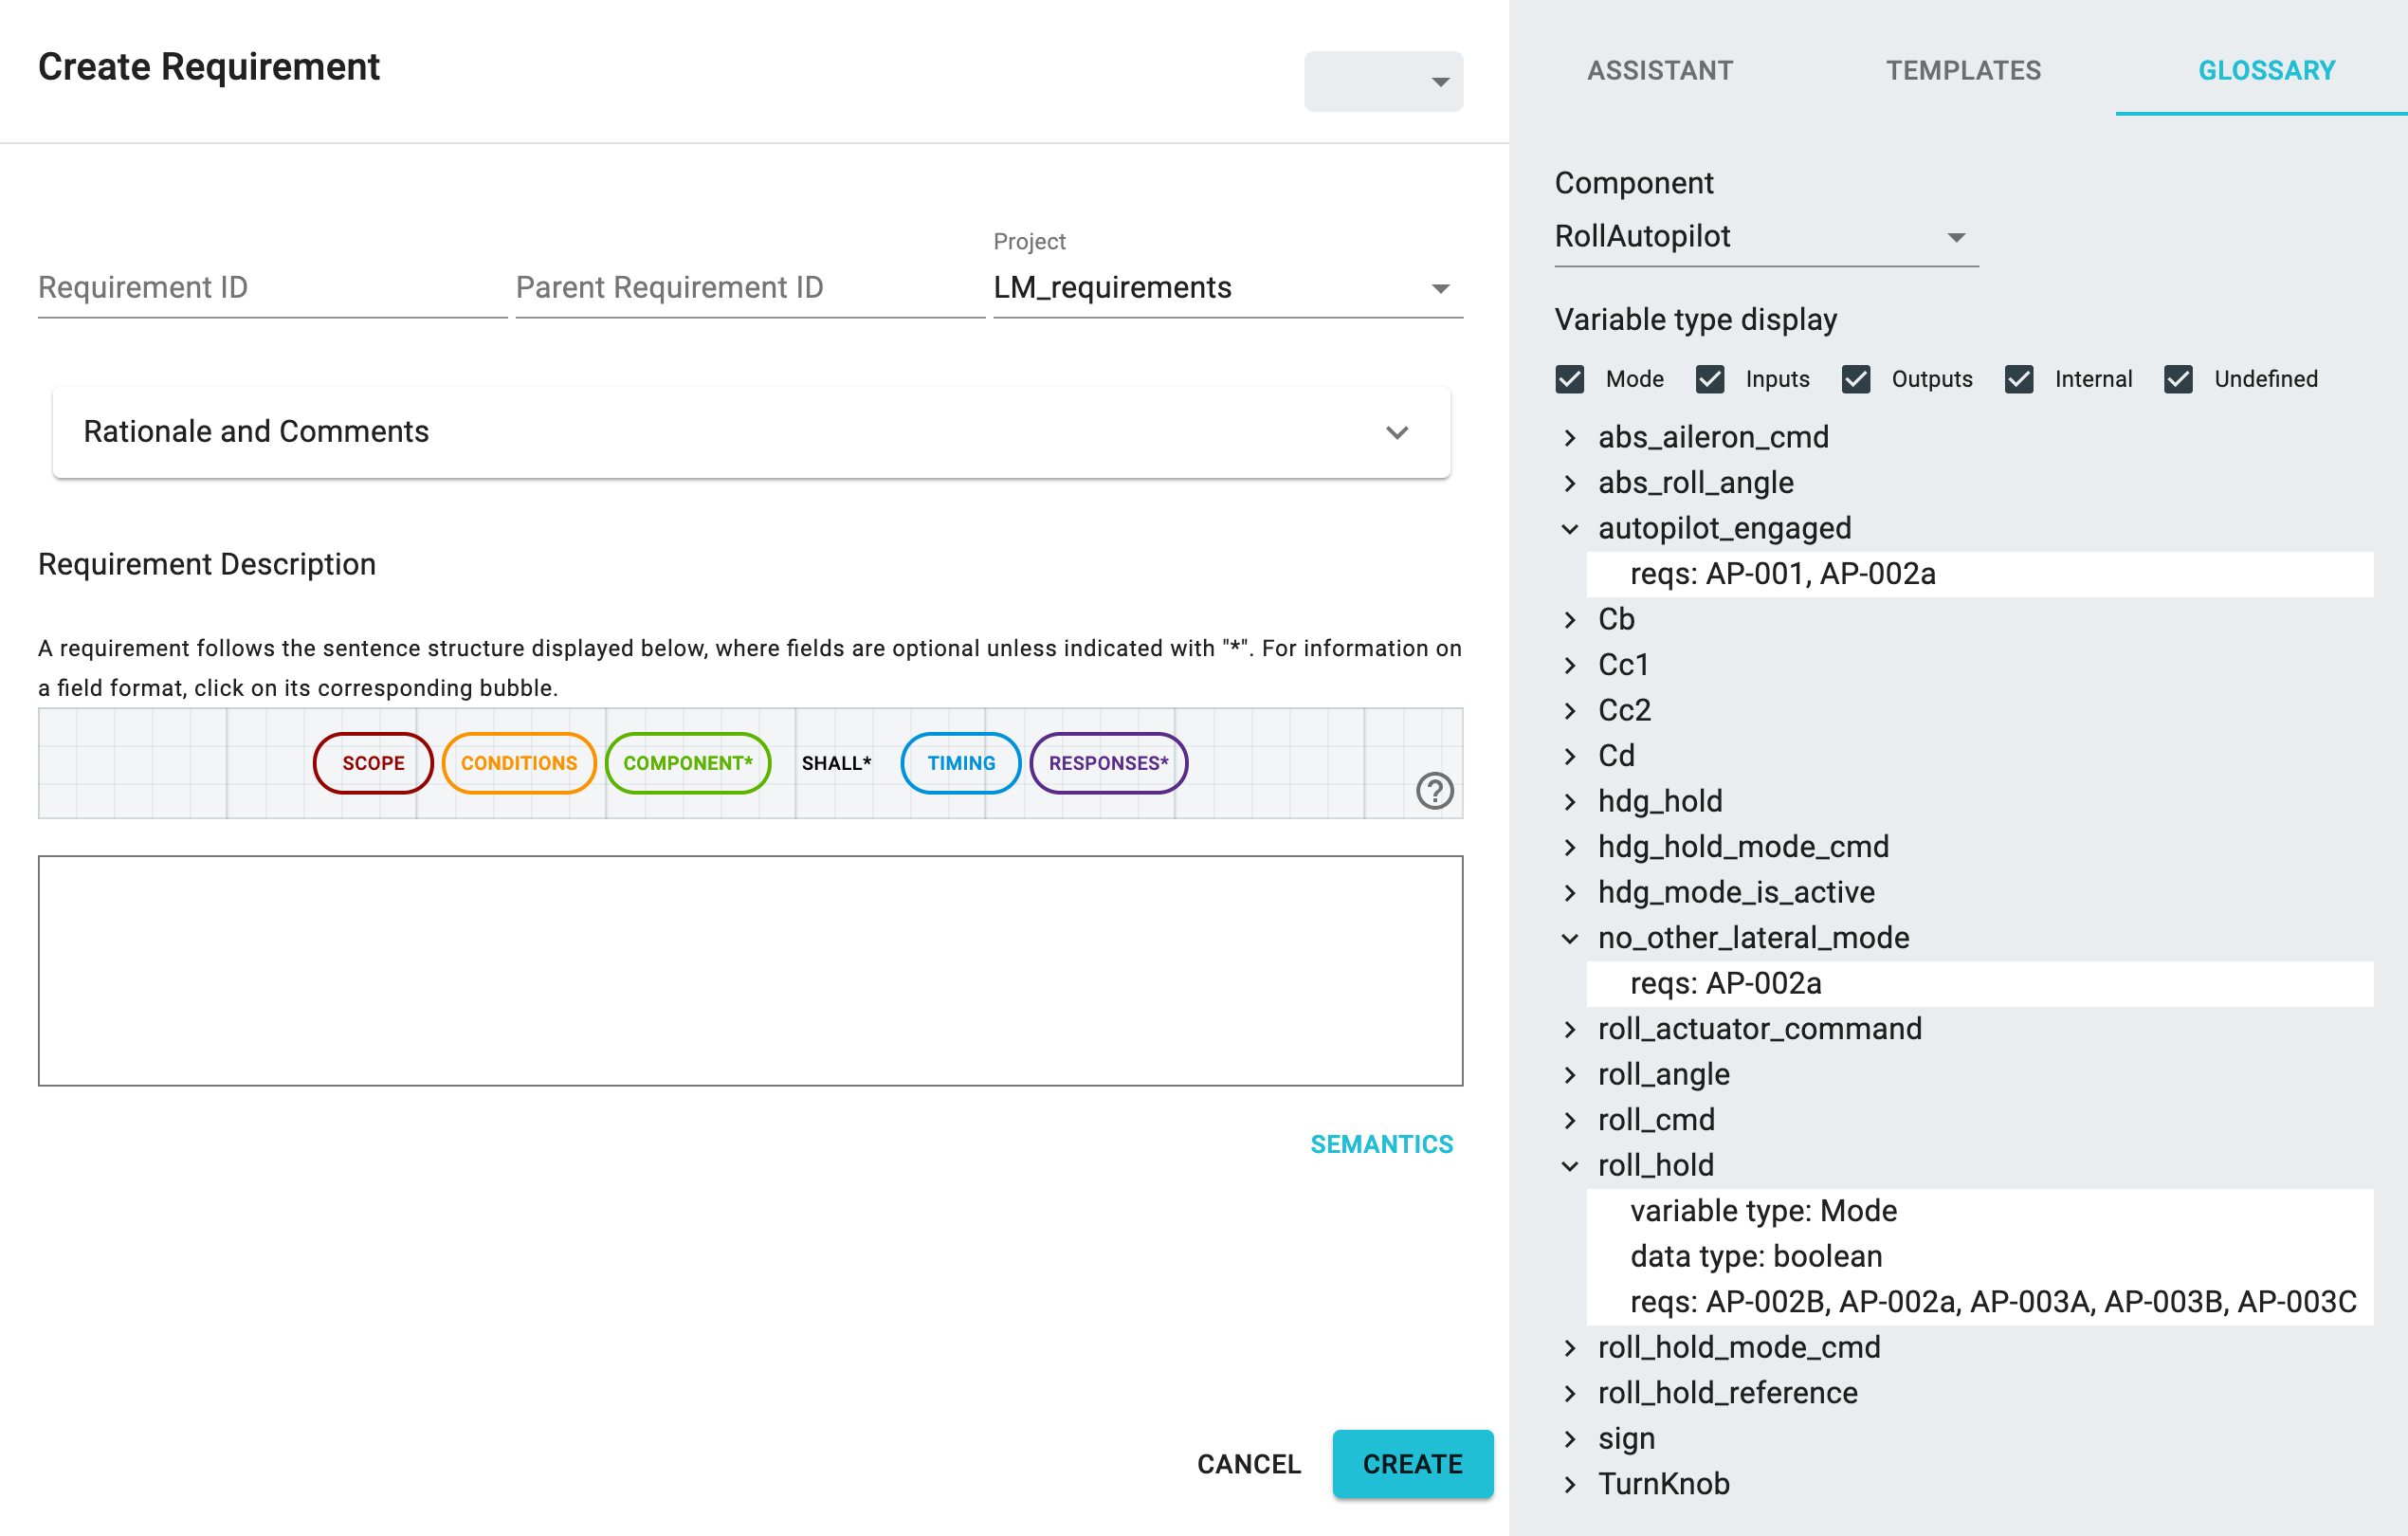 Create Requirement
Requirement ID
Parent Requirement ID
Project
LM_requirements
Rationale and Comments
Requirement Description
A requirement follows the sentence structure displayed below, where fields are optional unless indicated with "*". For information on
a field format, click on its corresponding bubble.
SCOPE CONDITIONS COMPONENT* SHALL* TIMING RESPONSES*
?
SEMANTICS
CANCEL CREATE
ASSISTANT TEMPLATES GLOSSARY
Component
RollAutopilot
Variable type display
Mode Inputs Outputs Internal Undefined
abs_aileron_cmd
abs_roll_angle
autopilot_engaged
reqs: AP-001, AP-002a
Cb
Cc1
Cc2
Cd
hdg_hold
hdg_hold_mode_cmd
hdg_mode_is_active
no_other_lateral_mode
reqs: AP-002a
roll_actuator_command
roll_angle
roll_cmd
roll_hold
variable type: Mode
data type: boolean
reqs: AP-002B, AP-002a, AP-003A, AP-003B, AP-003C
roll_hold_mode_cmd
roll_hold_reference
sign
TurnKnob